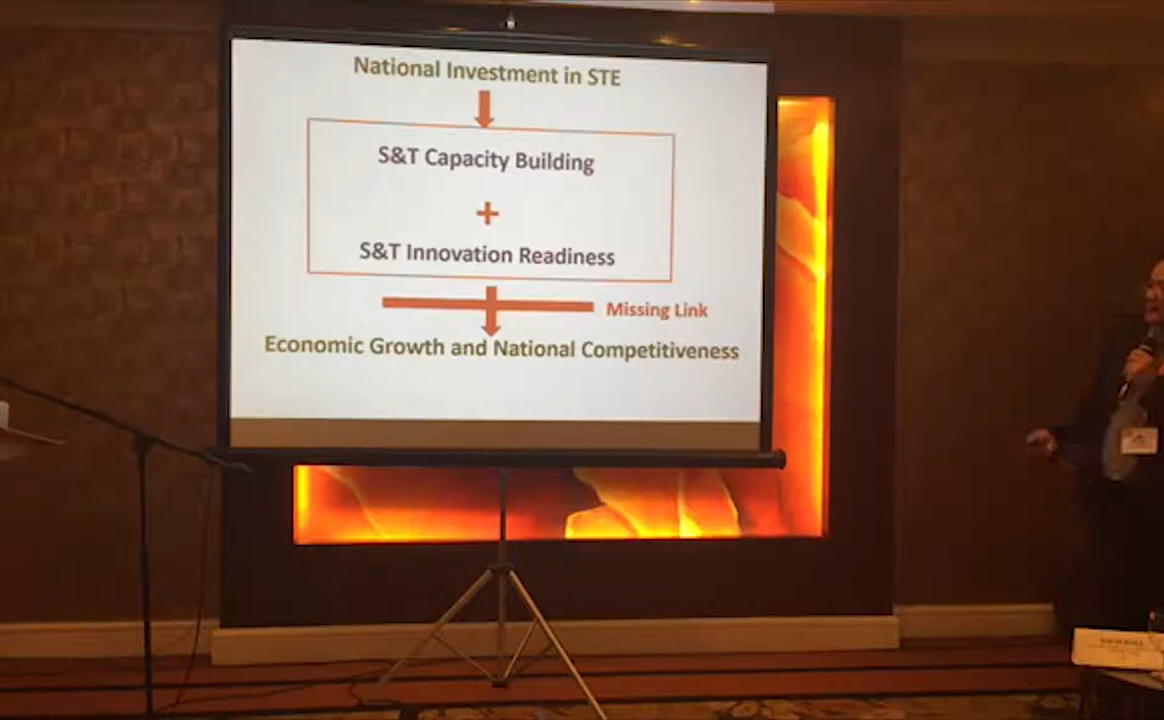 National Investment in STE
S&T Capacity Building
+
S&T Innovation Readiness
Missing Link
Economic Growth and National Competitiveness